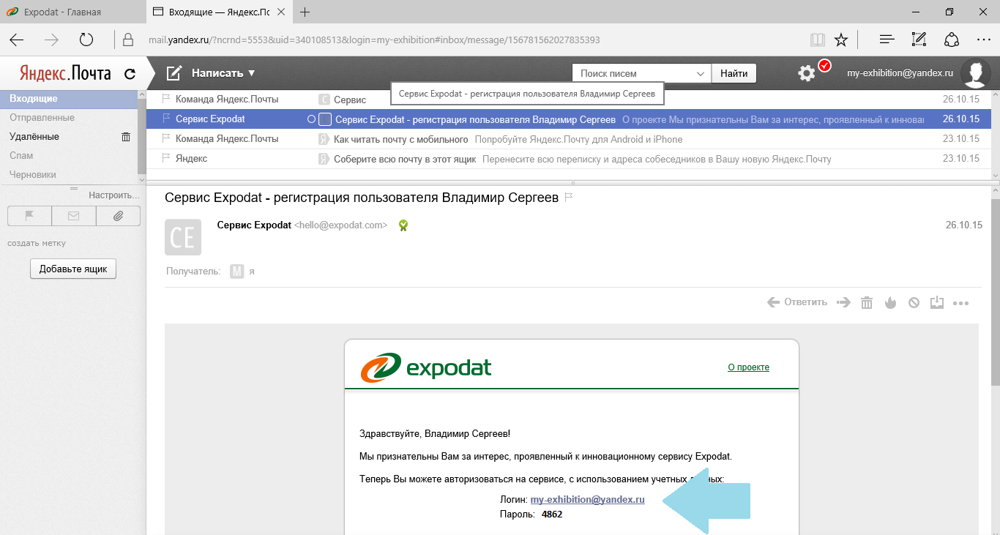 Expodat - Главная
Входящие — Яндекс.По
mail.yandex.ru/?ncrnd=5553&uid=340108513&login=my-exhibition#inbox/message/156781562027835393
Яндекс.Почта
Написать
Поиск писем
Найти
my-exhibition@yandex.ru
Входящие
Отправленные
Удалённые
Спам
Черновики
Настроить...
создать метку
Добавьте ящик
Команда Яндекс.Почты С Сервис 26.10.15
Сервис Expodat - регистрация пользователя Владимир Сергеев
Сервис Expodat Сервис Expodat - регистрация пользователя Владимир Сергеев О проекте Мы признательны Вам за интерес, проявленный к иннова 26.10.15
Команда Яндекс.Почты Я Как читать почту с мобильного Попробуйте Яндекс.Почту для Android и iPhone 23.10.15
Яндекс Я Соберите всю почту в этот ящик Перенесите всю переписку и адреса собеседников в Вашу новую Яндекс.Почту 23.10.15
Сервис Expodat - регистрация пользователя Владимир Сергеев
CE
Сервис Expodat <hello@expodat.com>
26.10.15
Получатель: М я
Ответить
expodat
О проекте
Здравствуйте, Владимир Сергеев!
Мы признательны Вам за интерес, проявленный к инновационному сервису Expodat.
Теперь Вы можете авторизоваться на сервисе, с использованием учетных данных:
Логин: my-exhibition@yandex.ru
Пароль: 4862